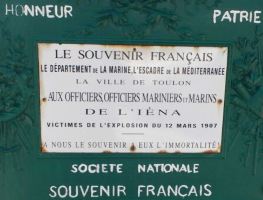 HONNEUR PATRIE
LE SOUVENIR FRANÇAIS
LE DÉPARTEMENT DE LA MARINE, L'ESCADRE DE LA MÉDITERRANÉE
LA VILLE DE TOULON
AUX OFFICIERS, OFFICIERS MARINIERS ET MARINS
DE L'IÈNA
VICTIMES DE L'EXPLOSION DU 12 MARS 1907
A NOUS LE SOUVENIR A EUX L'IMMORTALITÉ
SOCIETE NATIONALE
SOUVENIR FRANÇAIS